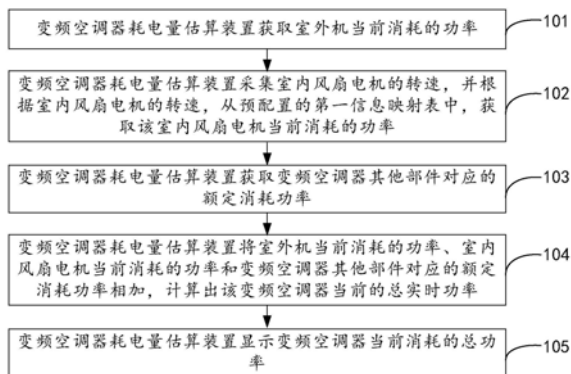 变频空调器耗电量估算装置获取室外机当前消耗的功率
101
变频空调器耗电量估算装置采集室内风扇电机的转速，并根
据室内风扇电机的转速，从预配置的第一信息映射表中，获
取该室内风扇电机当前消耗的功率
102
变频空调器耗电量估算装置获取变频空调器其他部件对应的
额定消耗功率
103
变频空调器耗电量估算装置将室外机当前消耗的功率、室内
风扇电机当前消耗的功率和变频空调器其他部件对应的额定
消耗功率相加，计算出该变频空调器当前的总实时功率
104
变频空调器耗电量估算装置显示变频空调器当前消耗的总功
率
105